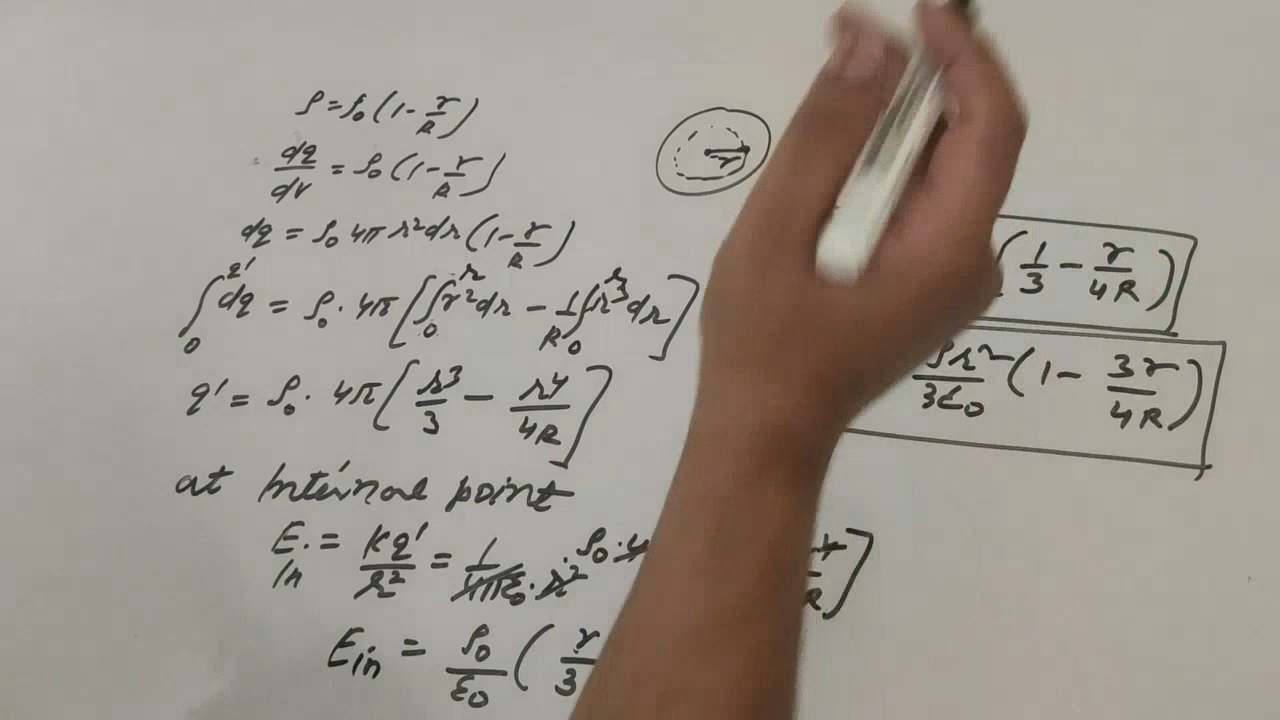 ρ = ρ₀ (1 - r/R)
dq/dV = ρ₀ (1 - r/R)
dq = ρ₀ 4π r² dr (1 - r/R)
∫₀^q' dq = ρ₀ · 4π [∫₀^r r² dr - 1/R ∫₀^r r³ dr]
q' = ρ₀ · 4π [r³/3 - r⁴/4R]
at Internal point
E_in = kq'/r² = 1/4πε₀ · r² · ρ₀ · 4 R]
E_in = ρ₀/ε₀ ( r/3
r
(1/3 - r/4R)
ρr²/3ε₀ (1 - 3r/4R)